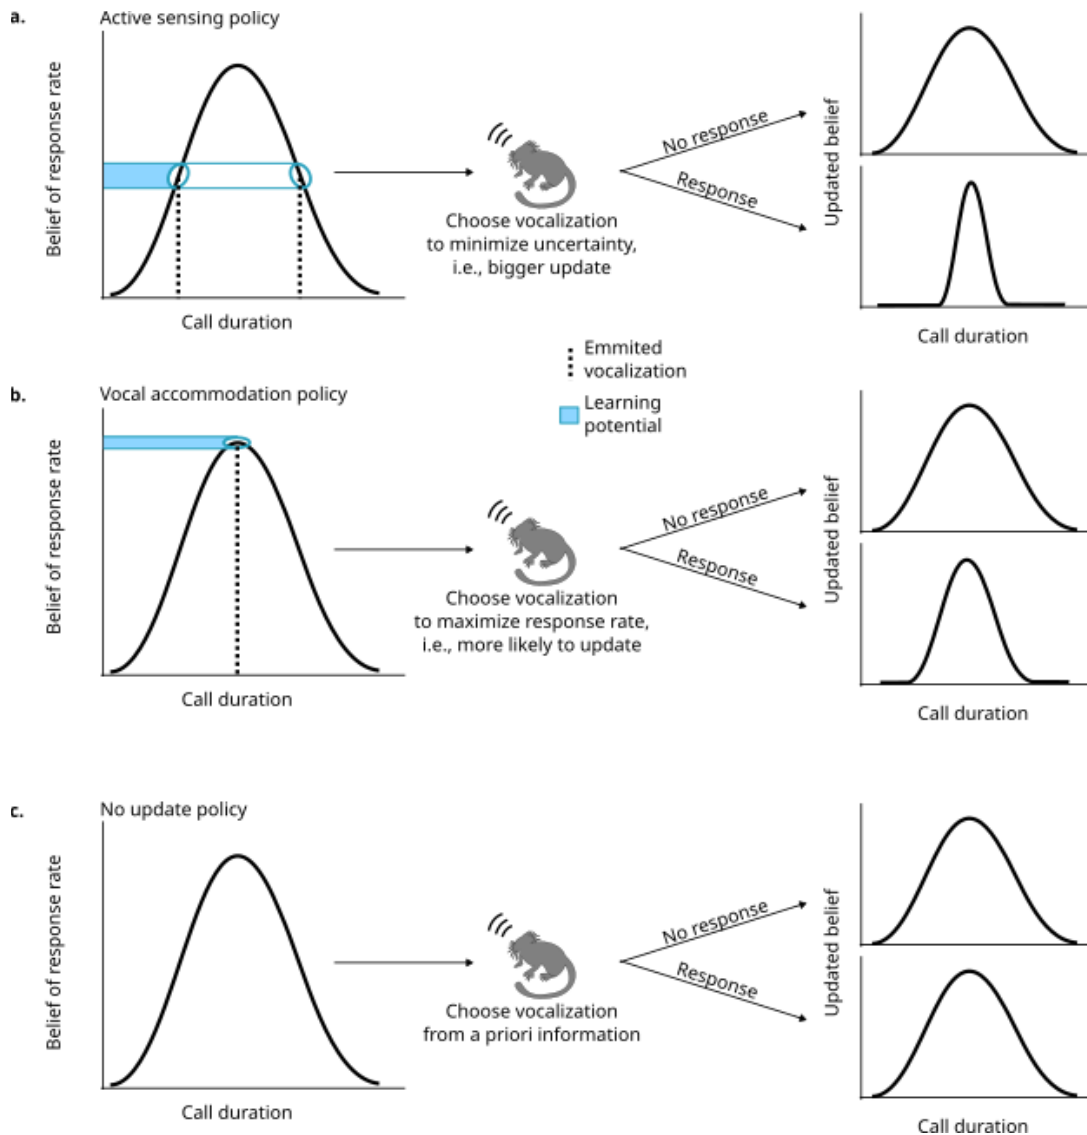 a.
Active sensing policy
Belief of response rate
Call duration
Choose vocalization
to minimize uncertainty,
i.e., bigger update
No response
Response
Updated belief
Call duration
Emmited
vocalization
Learning
potential
b.
Vocal accommodation policy
Belief of response rate
Call duration
Choose vocalization
to maximize response rate,
i.e., more likely to update
No response
Response
Updated belief
Call duration
c.
No update policy
Belief of response rate
Call duration
Choose vocalization
from a priori information
No response
Response
Updated belief
Call duration